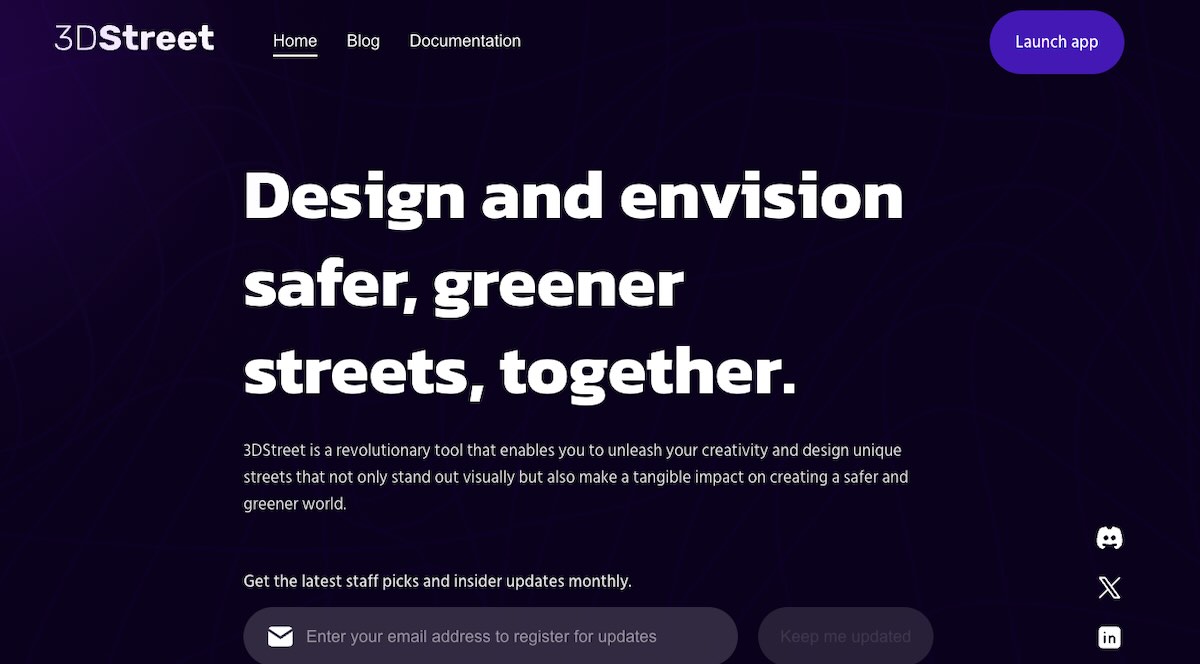 3DStreet
Home Blog Documentation
Launch app
Design and envision
safer, greener
streets, together.
3DStreet is a revolutionary tool that enables you to unleash your creativity and design unique
streets that not only stand out visually but also make a tangible impact on creating a safer and
greener world.
Get the latest staff picks and insider updates monthly.
Enter your email address to register for updates
Keep me updated
in